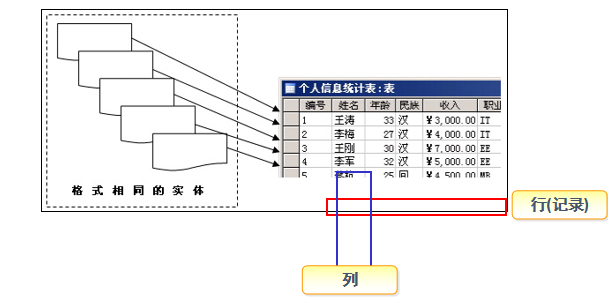 个人信息统计表:表
编号 姓名 年龄 民族 收入 职业
1 王涛 33 汉 ￥3,000.00 IT
2 李梅 27 汉 ￥4,000.00 IT
3 王刚 30 汉 ￥7,000.00 EE
4 李军 32 汉 ￥5,000.00 EE
5 25 回 ￥4,500.00 MB
格式相同的实体
行(记录)
列